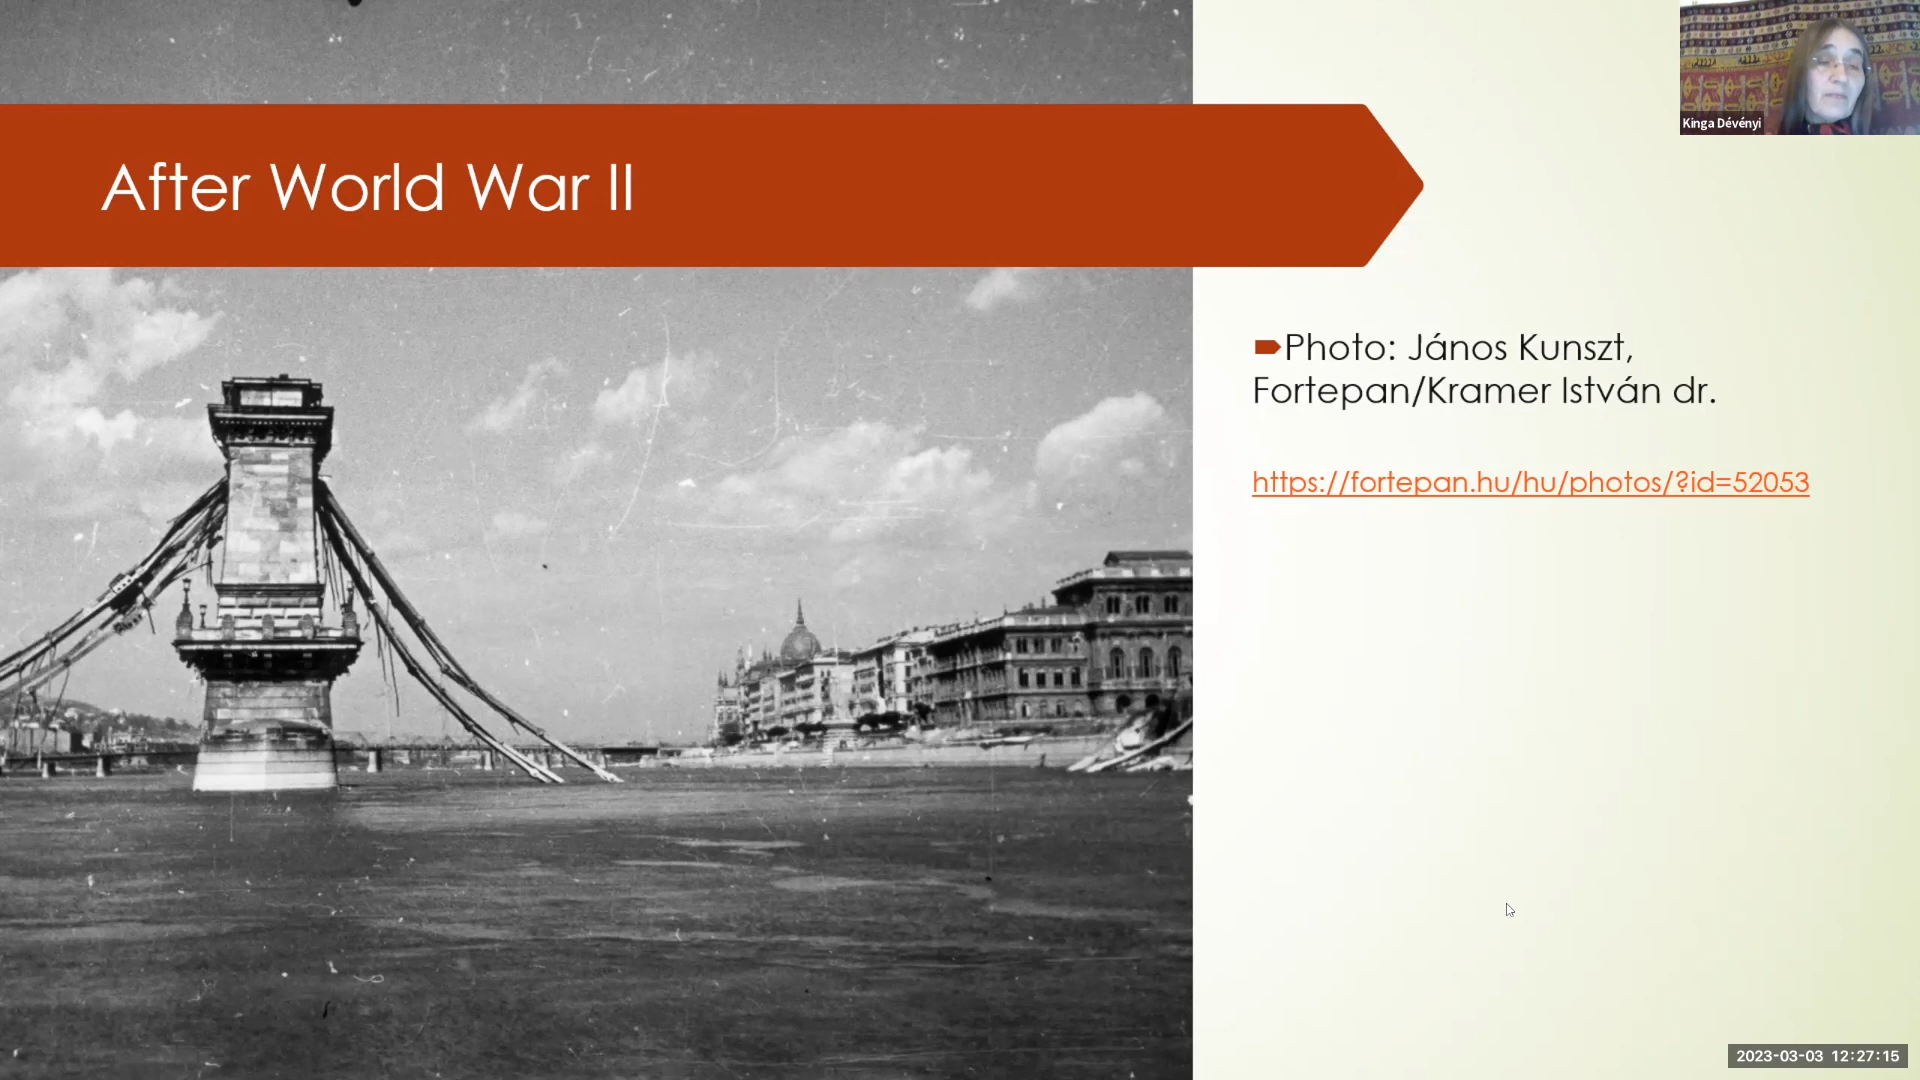 After World War II
Kinga Dévényi
Photo: János Kunszt,
Fortepan/Kramer István dr.
https://fortepan.hu/hu/photos/?id=52053
2023-03-03 12:27:15